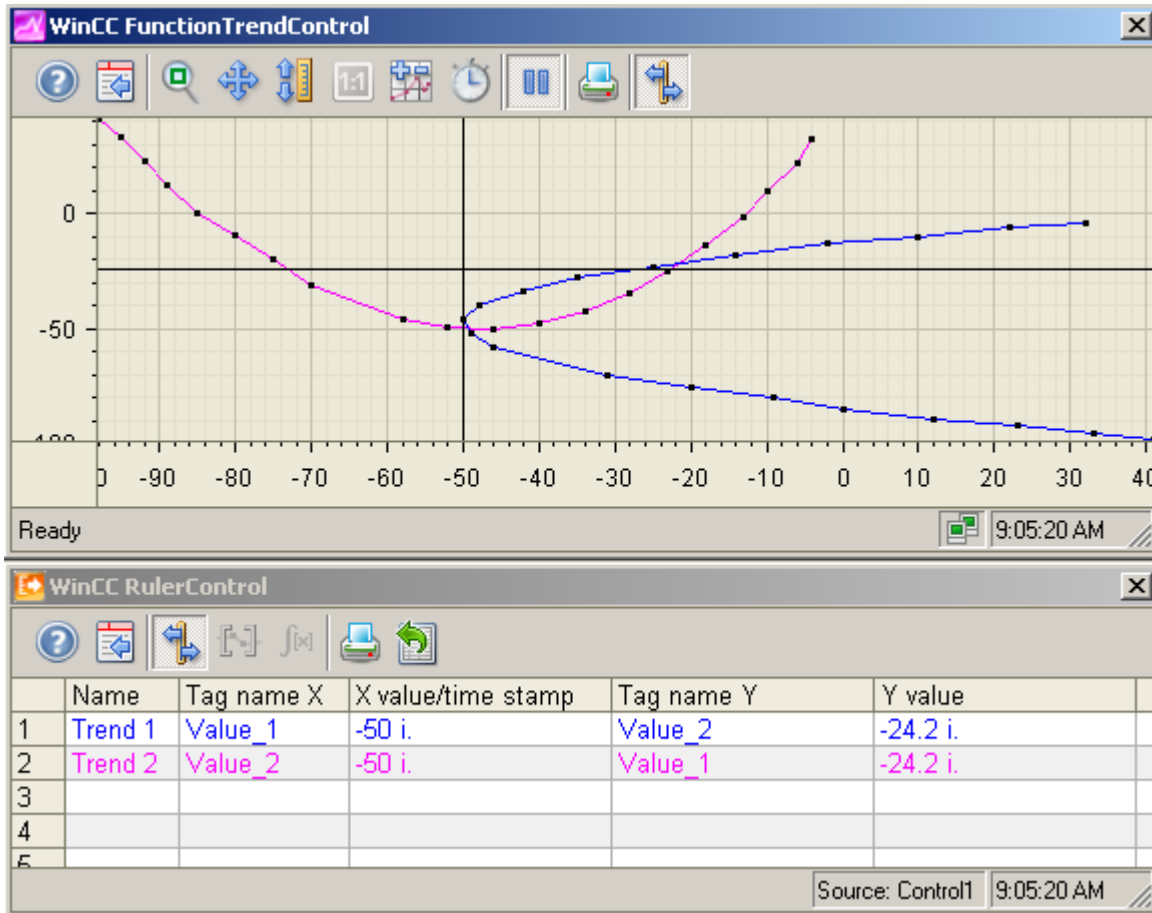 WinCC FunctionTrendControl
1:1
0
-50
-90 -80 -70 -60 -50 -40 -30 -20 -10 0 10 20 30 40
Ready 9:05:20 AM
WinCC RulerControl
Name Tag name X X value/time stamp Tag name Y Y value
1 Trend 1 Value_1 -50 i. Value_2 -24.2 i.
2 Trend 2 Value_2 -50 i. Value_1 -24.2 i.
3
4
Source: Control1 9:05:20 AM